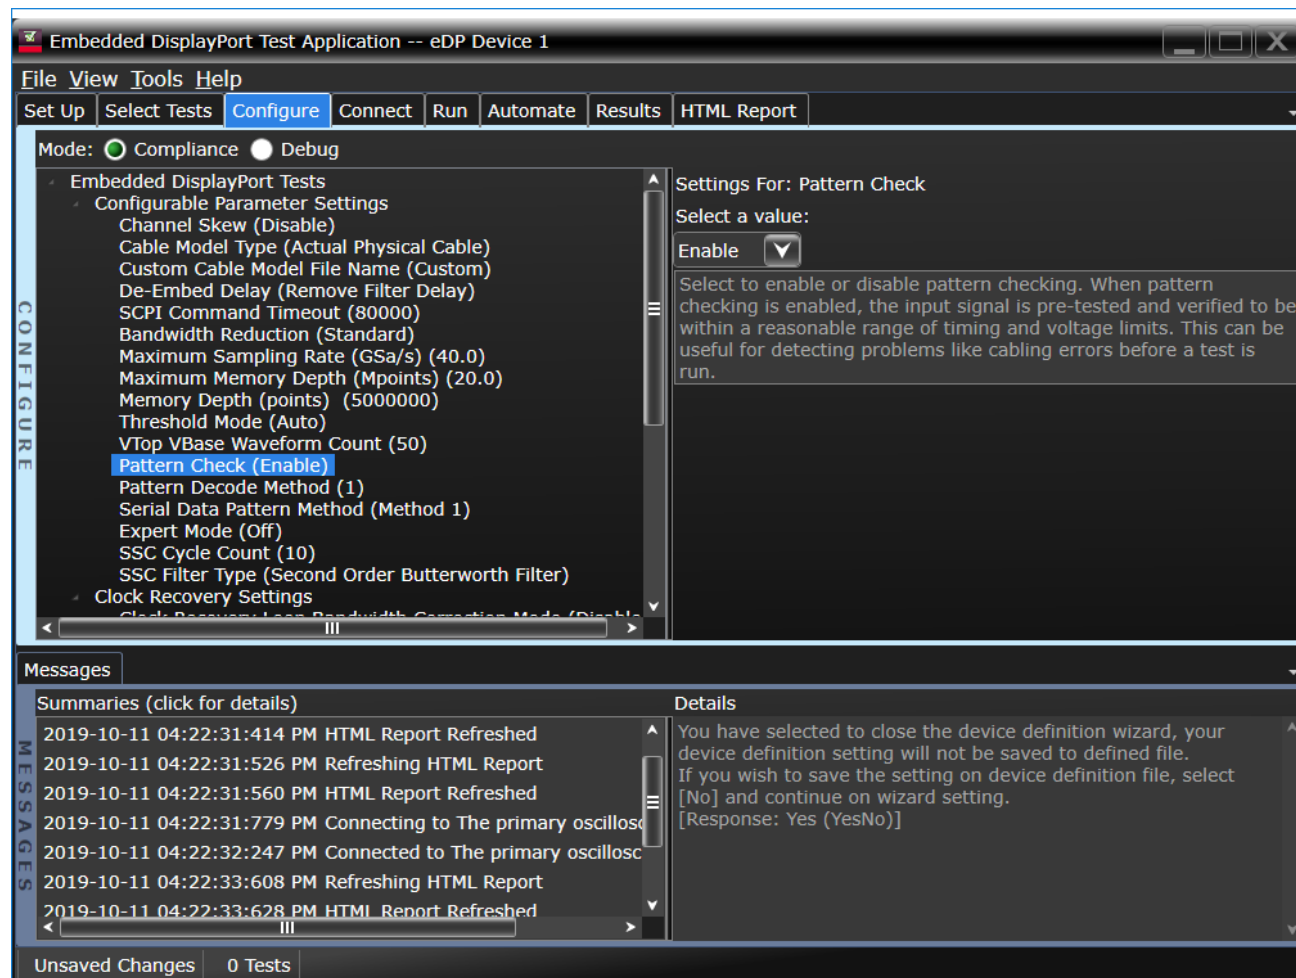 Embedded DisplayPort Test Application -- eDP Device 1
File View Tools Help
Set Up Select Tests Configure Connect Run Automate Results HTML Report
CONFIGURE
Mode: Compliance Debug
Embedded DisplayPort Tests
Configurable Parameter Settings
Channel Skew (Disable)
Cable Model Type (Actual Physical Cable)
Custom Cable Model File Name (Custom)
De-Embed Delay (Remove Filter Delay)
SCPI Command Timeout (80000)
Bandwidth Reduction (Standard)
Maximum Sampling Rate (GSa/s) (40.0)
Maximum Memory Depth (Mpoints) (20.0)
Memory Depth (points) (5000000)
Threshold Mode (Auto)
VTop VBase Waveform Count (50)
Pattern Check (Enable)
Pattern Decode Method (1)
Serial Data Pattern Method (Method 1)
Expert Mode (Off)
SSC Cycle Count (10)
SSC Filter Type (Second Order Butterworth Filter)
Clock Recovery Settings
Clock Recovery Loop Bandwidth Correction Mode (Disable
Settings For: Pattern Check
Select a value:
Enable
Select to enable or disable pattern checking. When pattern
checking is enabled, the input signal is pre-tested and verified to be
within a reasonable range of timing and voltage limits. This can be
useful for detecting problems like cabling errors before a test is
run.
Messages
MESSAGES
Summaries (click for details)
2019-10-11 04:22:31:414 PM HTML Report Refreshed
2019-10-11 04:22:31:526 PM Refreshing HTML Report
2019-10-11 04:22:31:560 PM HTML Report Refreshed
2019-10-11 04:22:31:779 PM Connecting to The primary oscillosc
2019-10-11 04:22:32:247 PM Connected to The primary oscillosc
2019-10-11 04:22:33:608 PM Refreshing HTML Report
2019-10-11 04:22:33:628 PM HTML Report Refreshed
Details
You have selected to close the device definition wizard, your
device definition setting will not be saved to defined file.
If you wish to save the setting on device definition file, select
[No] and continue on wizard setting.
[Response: Yes (YesNo)]
Unsaved Changes 0 Tests